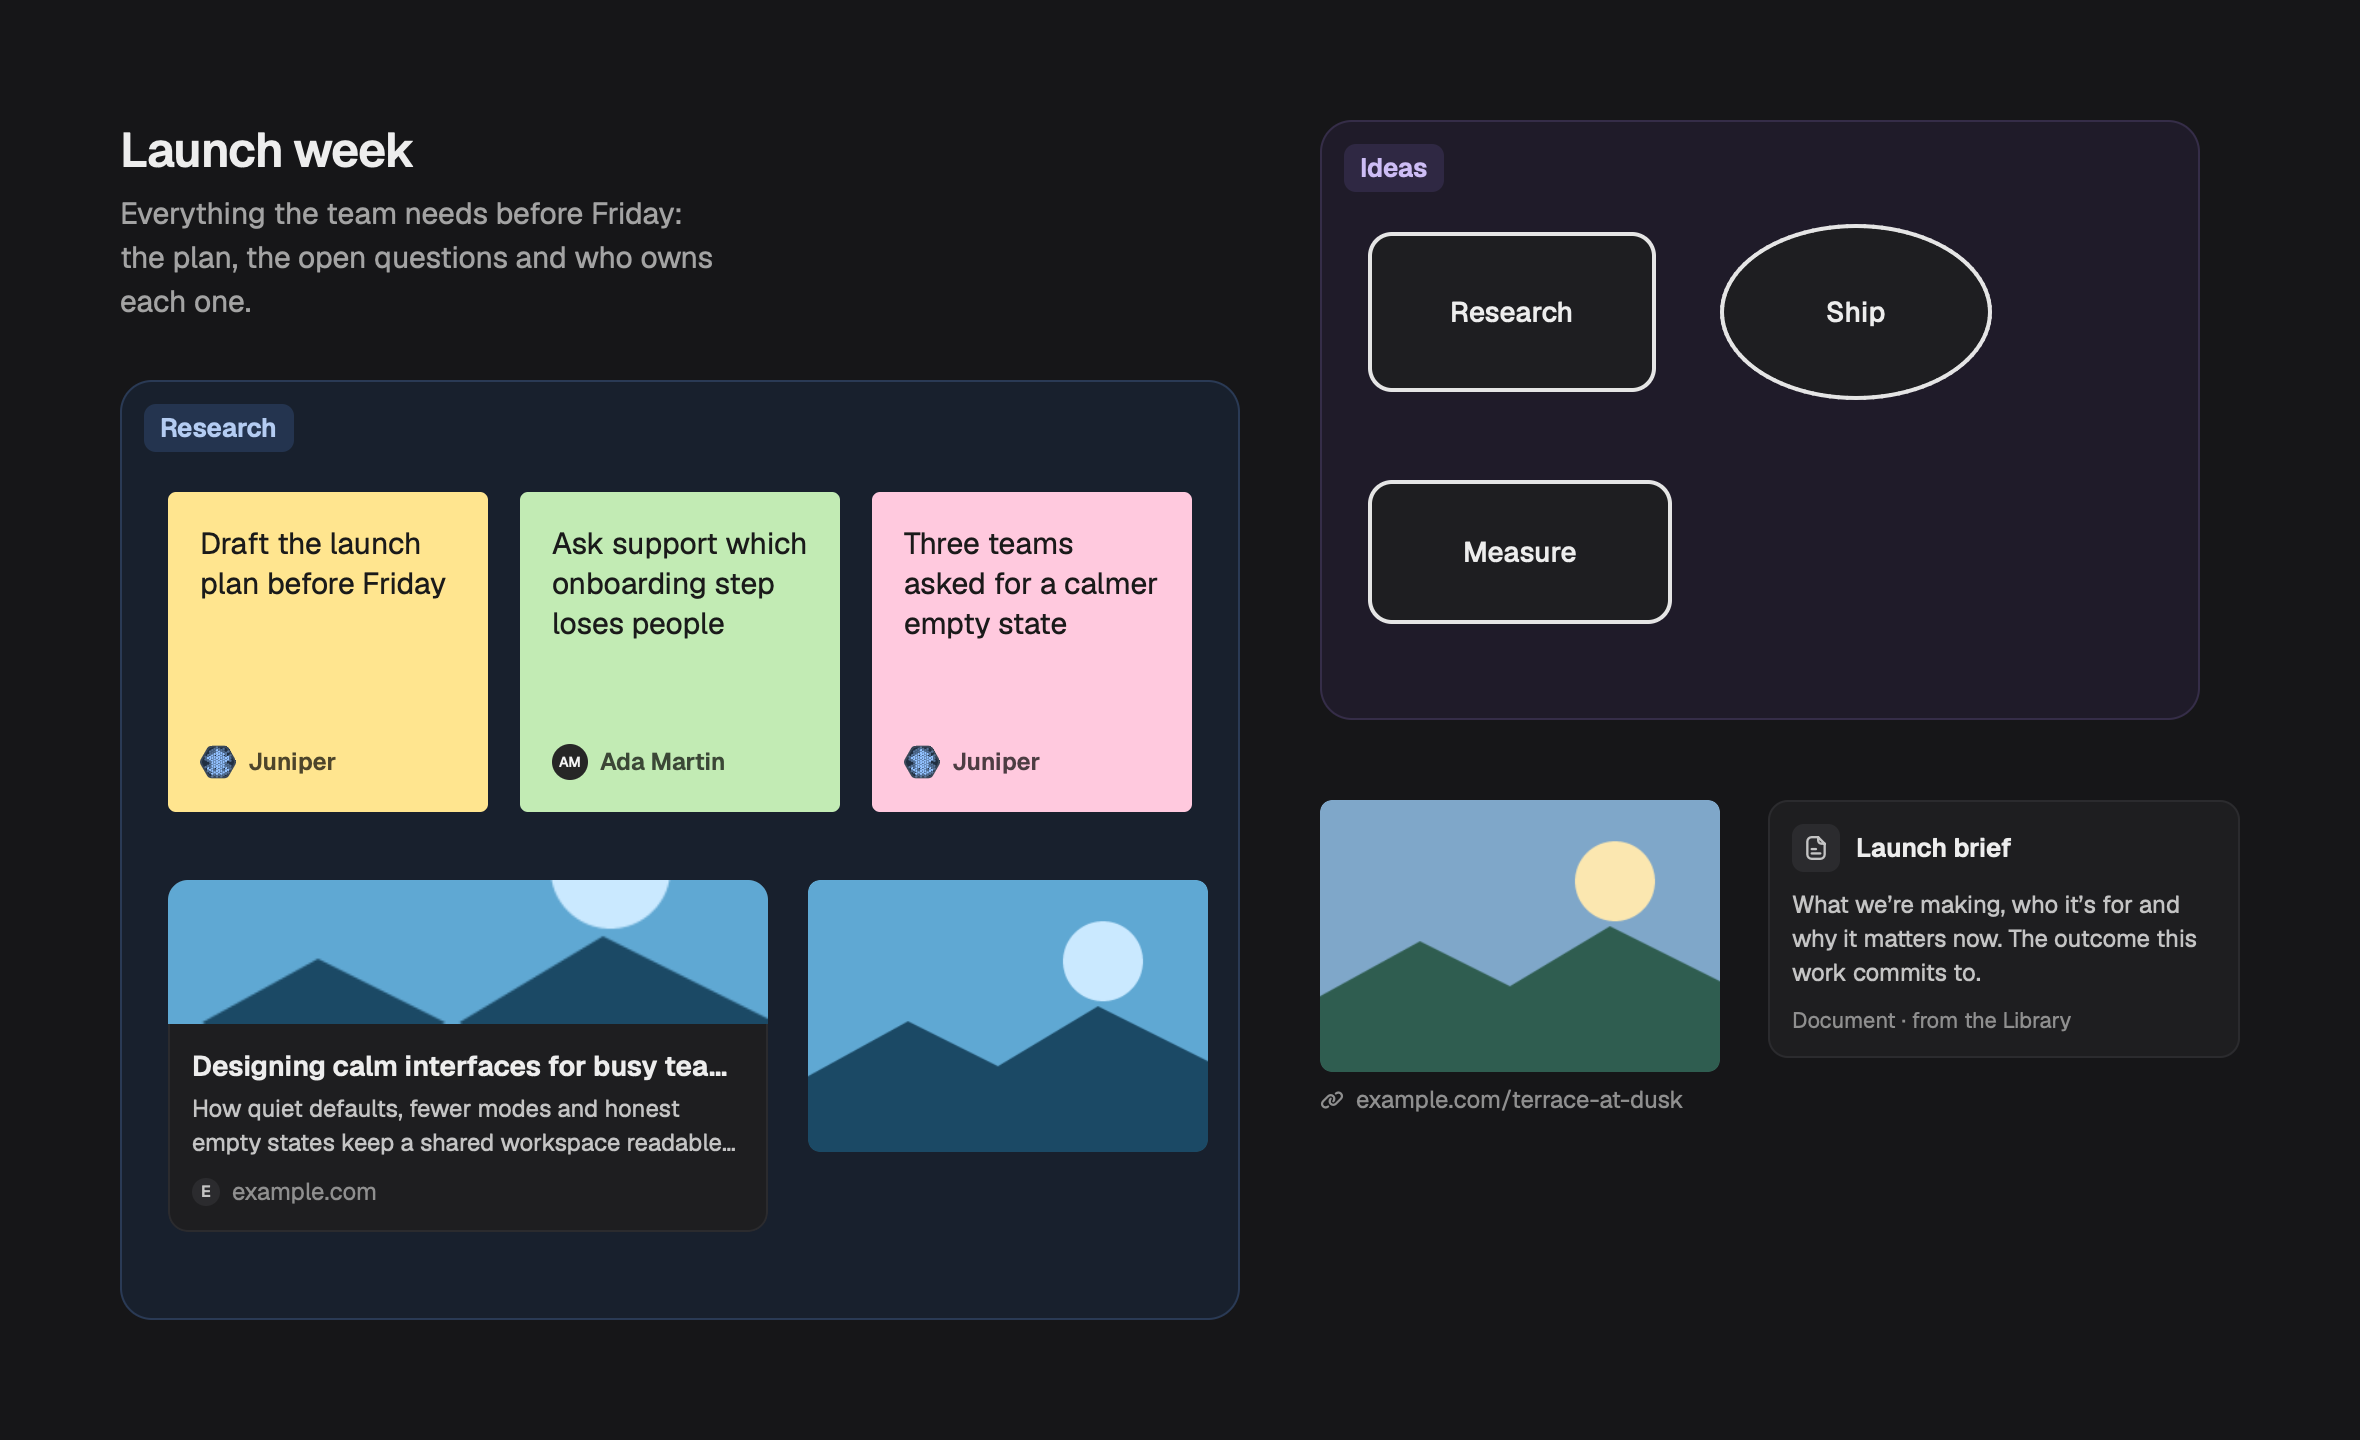 Launch week
Everything the team needs before Friday:
the plan, the open questions and who owns
each one.
Research
Draft the launch
plan before Friday
Juniper
Ask support which
onboarding step
loses people
AM
Ada Martin
Three teams
asked for a calmer
empty state
Juniper
Designing calm interfaces for busy tea…
How quiet defaults, fewer modes and honest
empty states keep a shared workspace readable…
E
example.com
Ideas
Research
Ship
Measure
example.com/terrace-at-dusk
Launch brief
What we’re making, who it’s for and
why it matters now. The outcome this
work commits to.
Document · from the Library